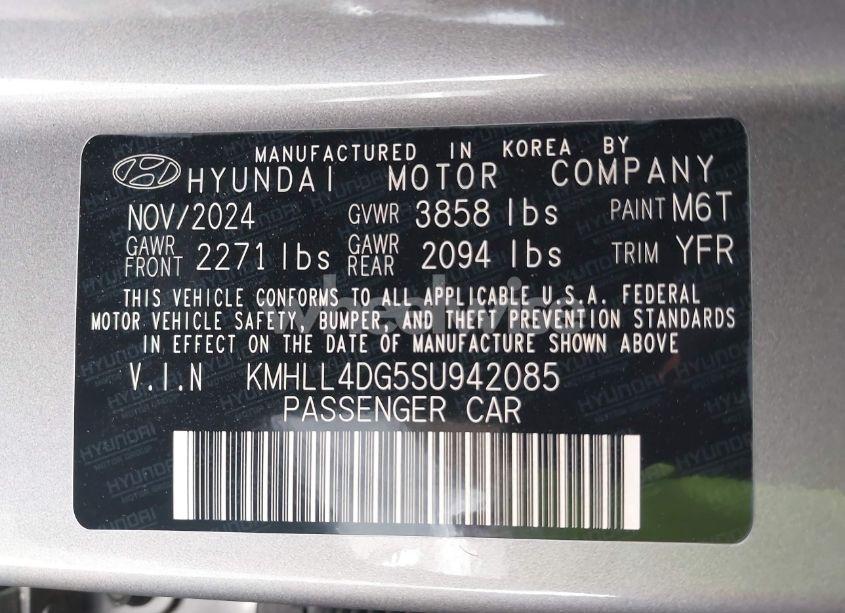 MANUFACTURED IN KOREA BY
HYUNDAI MOTOR COMPANY
NOV/2024 GVWR 3858 lbs PAINT M6T
GAWR FRONT 2271 lbs GAWR REAR 2094 lbs TRIM YFR
THIS VEHICLE CONFORMS TO ALL APPLICABLE U.S.A. FEDERAL
MOTOR VEHICLE SAFETY, BUMPER, AND THEFT PREVENTION STANDARDS
IN EFFECT ON THE DATE OF MANUFACTURE SHOWN ABOVE
V.I.N KMHLL4DG5SU942085
PASSENGER CAR